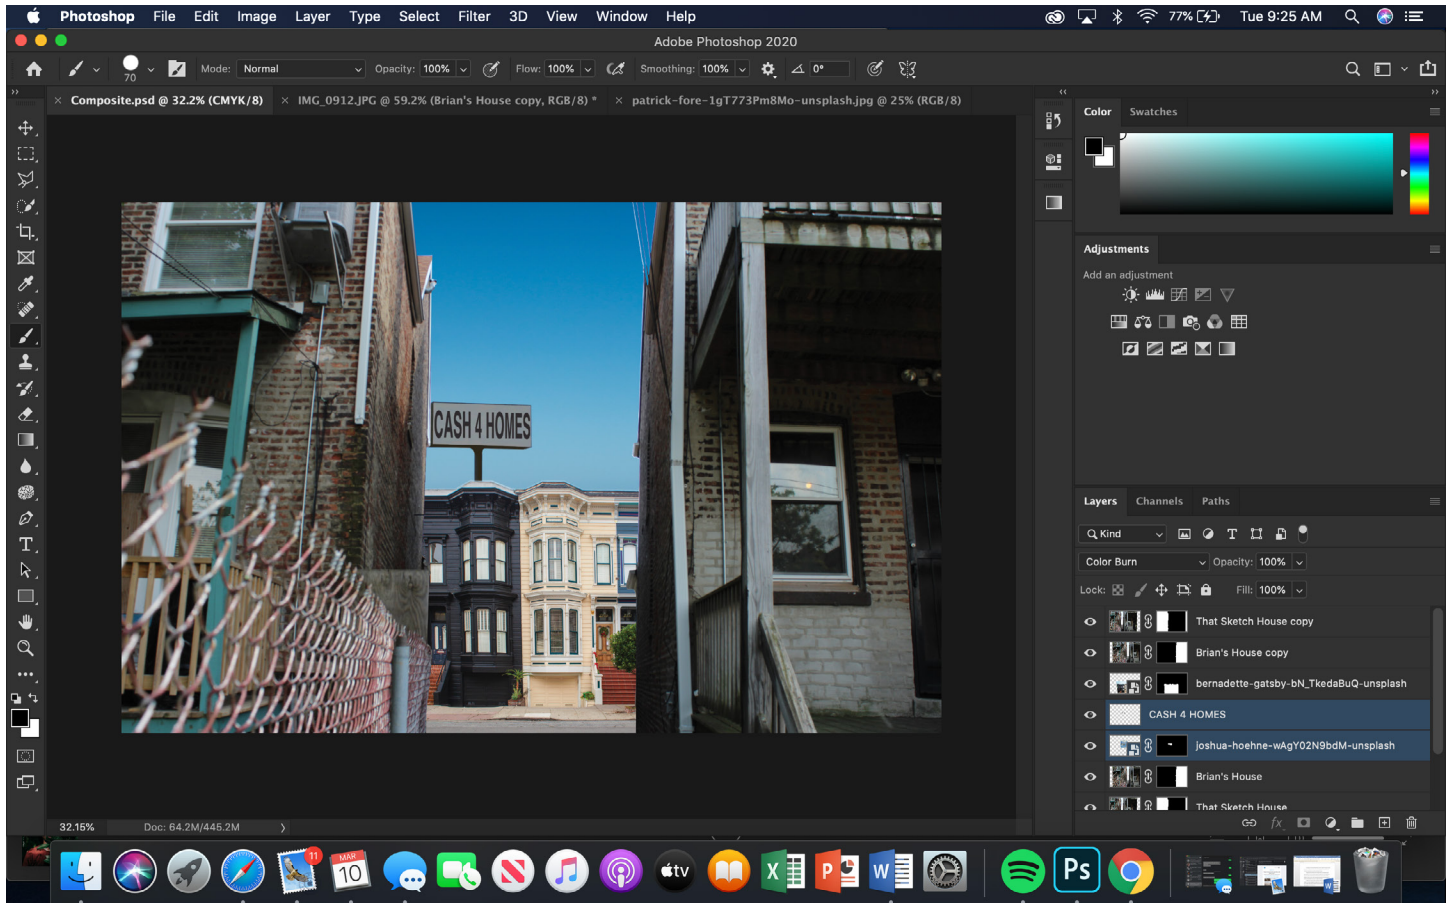 Photoshop File Edit Image Layer Type Select Filter 3D View Window Help 77% Tue 9:25 AM
Adobe Photoshop 2020
70 Mode: Normal Opacity: 100% Flow: 100% Smoothing: 100% 0°
× Composite.psd @ 32.2% (CMYK/8) × IMG_0912.JPG @ 59.2% (Brian's House copy, RGB/8) * × patrick-fore-1gT773Pm8Mo-unsplash.jpg @ 25% (RGB/8)
Color Swatches
Adjustments
Add an adjustment
CASH 4 HOMES
Layers Channels Paths
Kind
Color Burn Opacity: 100%
Lock: Fill: 100%
That Sketch House copy
Brian's House copy
bernadette-gatsby-bN_TkedaBuQ-unsplash
CASH 4 HOMES
joshua-hoehne-wAgY02N9bdM-unsplash
Brian's House
That Sketch House
32.15% Doc: 64.2M/445.2M
11
MAR
10
tv
Ps